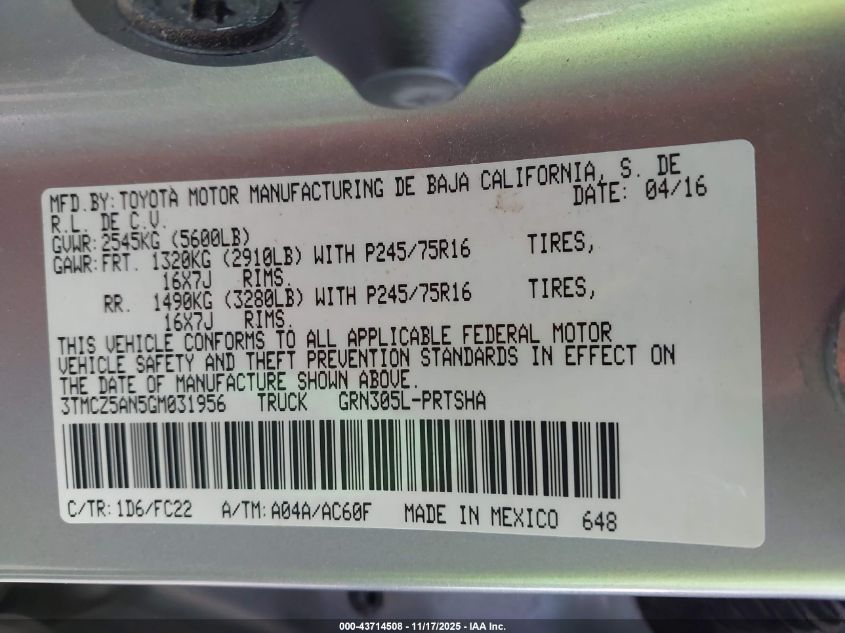 MFD.BY: TOYOTA MOTOR MANUFACTURING DE BAJA CALIFORNIA, S. DE
R.L. DE C.V. DATE: 04/16
GVWR: 2545KG (5600LB)
GAWR: FRT. 1320KG (2910LB) WITH P245/75R16 TIRES,
16X7J RIMS.
RR. 1490KG (3280LB) WITH P245/75R16 TIRES,
16X7J RIMS.
THIS VEHICLE CONFORMS TO ALL APPLICABLE FEDERAL MOTOR
VEHICLE SAFETY AND THEFT PREVENTION STANDARDS IN EFFECT ON
THE DATE OF MANUFACTURE SHOWN ABOVE.
3TMCZ5AN5GM031956 TRUCK GRN305L-PRTSHA
C/TR: 1D6/FC22 A/TM: A04A/AC60F MADE IN MEXICO 648
000-43714508 | 11/17/2025 - IAA Inc.